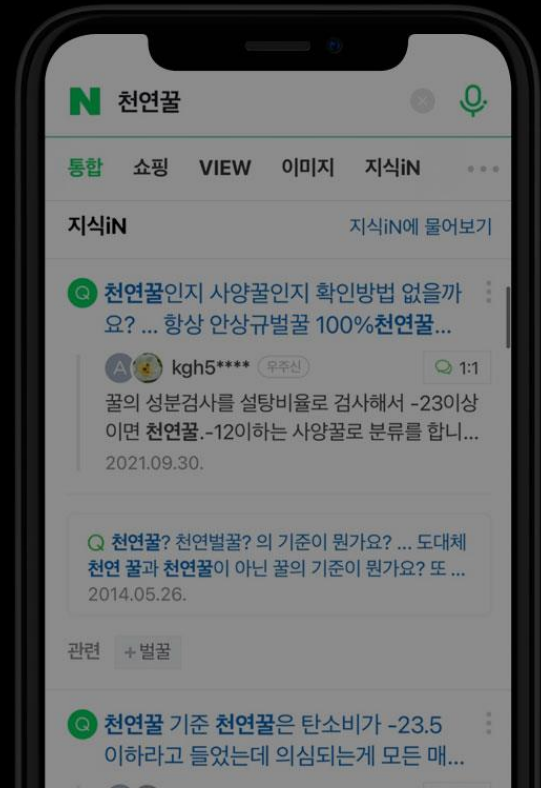 N 천연꿀
통합 쇼핑 VIEW 이미지 지식iN
지식iN 지식iN에 물어보기
Q 천연꿀인지 사양꿀인지 확인방법 없을까
요? ... 항상 안상규벌꿀 100%천연꿀...
A kgh5**** 우주신 1:1
꿀의 성분검사를 설탕비율로 검사해서 -23이상
이면 천연꿀.-12이하는 사양꿀로 분류를 합니...
2021.09.30.
Q 천연꿀? 천연벌꿀? 의 기준이 뭔가요? ... 도대체
천연 꿀과 천연꿀이 아닌 꿀의 기준이 뭔가요? 또 ...
2014.05.26.
관련 +벌꿀
Q 천연꿀 기준 천연꿀은 탄소비가 -23.5
이하라고 들었는데 의심되는게 모든 매...